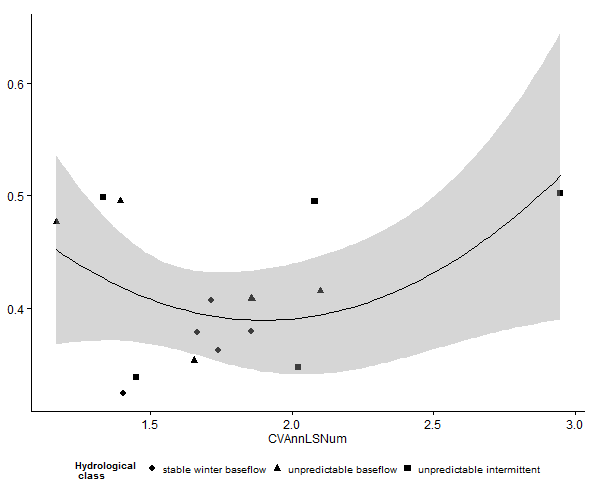 0.6
0.5
0.4
1.5 2.0 2.5 3.0
CVAnnLSNum
Hydrological
class
stable winter baseflow unpredictable baseflow unpredictable intermittent